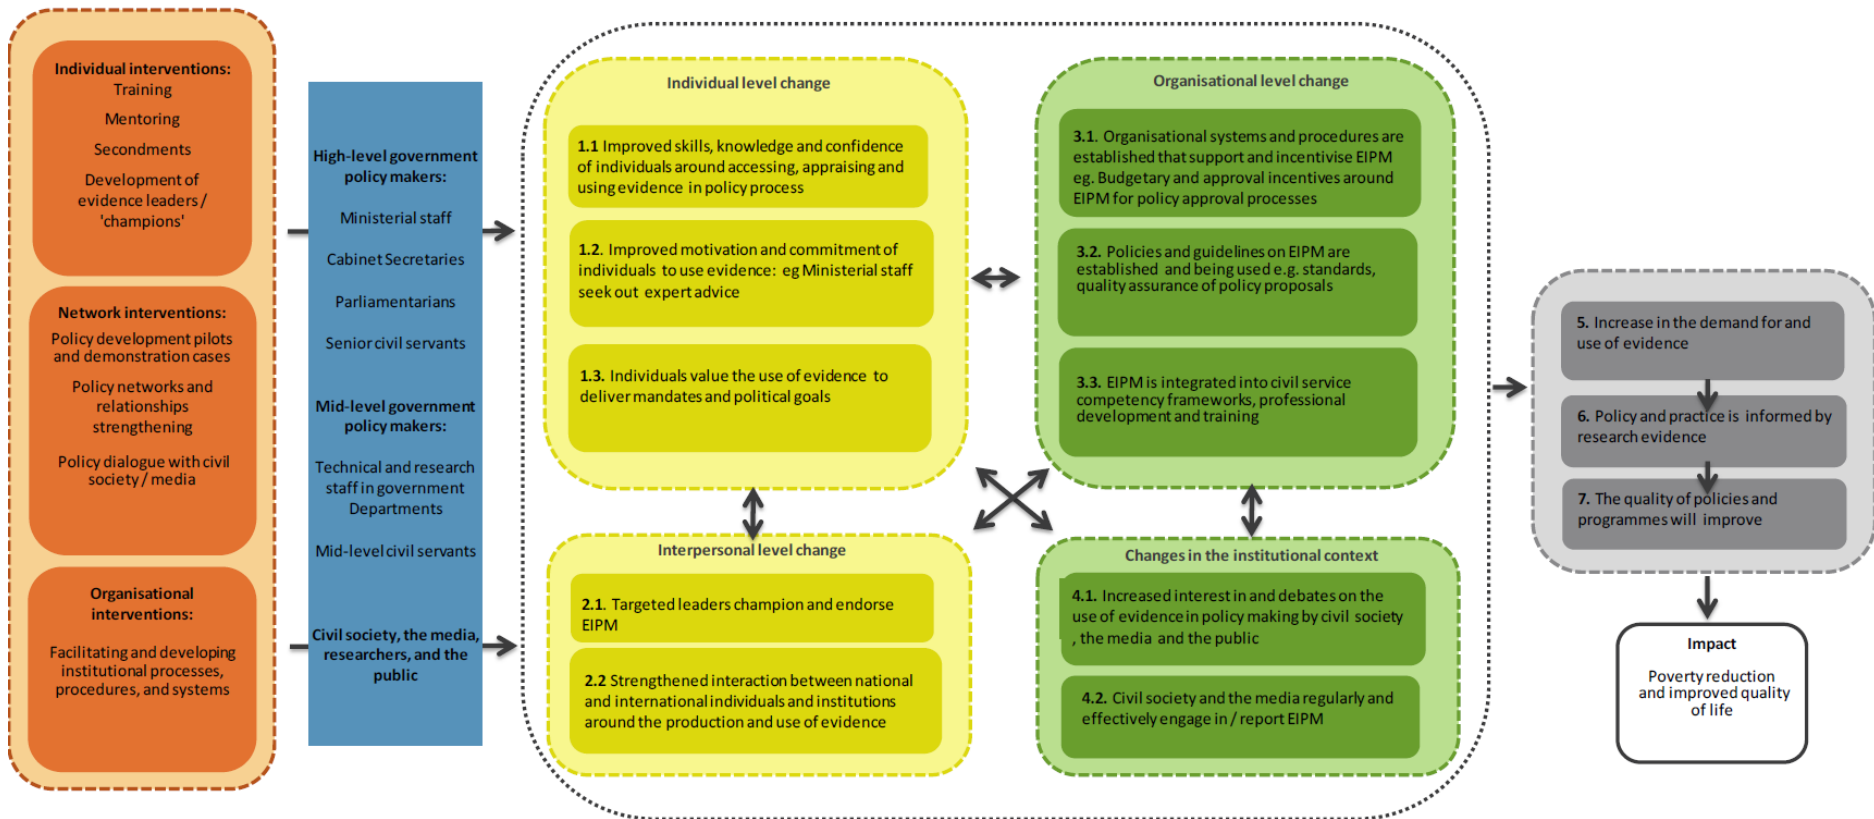 Individual interventions:
Training
Mentoring
Secondments
Development of
evidence leaders /
'champions'
Network interventions:
Policy development pilots
and demonstration cases
Policy networks and
relationships
strengthening
Policy dialogue with civil
society / media
Organisational
interventions:
Facilitating and developing
institutional processes,
procedures, and systems
High-level government
policy makers:
Ministerial staff
Cabinet Secretaries
Parliamentarians
Senior civil servants
Mid-level government
policy makers:
Technical and research
staff in government
Departments
Mid-level civil servants
Civil society, the media,
researchers, and the
public
Individual level change
1.1 Improved skills, knowledge and confidence
of individuals around accessing, appraising and
using evidence in policy process
1.2. Improved motivation and commitment of
individuals to use evidence: eg Ministerial staff
seek out expert advice
1.3. Individuals value the use of evidence to
deliver mandates and political goals
Interpersonal level change
2.1. Targeted leaders champion and endorse
EIPM
2.2 Strengthened interaction between national
and international individuals and institutions
around the production and use of evidence
Organisational level change
3.1. Organisational systems and procedures are
established that support and incentivise EIPM
eg. Budgetary and approval incentives around
EIPM for policy approval processes
3.2. Policies and guidelines on EIPM are
established and being used e.g. standards,
quality assurance of policy proposals
3.3. EIPM is integrated into civil service
competency frameworks, professional
development and training
Changes in the institutional context
4.1. Increased interest in and debates on the
use of evidence in policy making by civil society
, the media and the public
4.2. Civil society and the media regularly and
effectively engage in / report EIPM
5. Increase in the demand for and
use of evidence
6. Policy and practice is informed by
research evidence
7. The quality of policies and
programmes will improve
Impact
Poverty reduction
and improved quality
of life